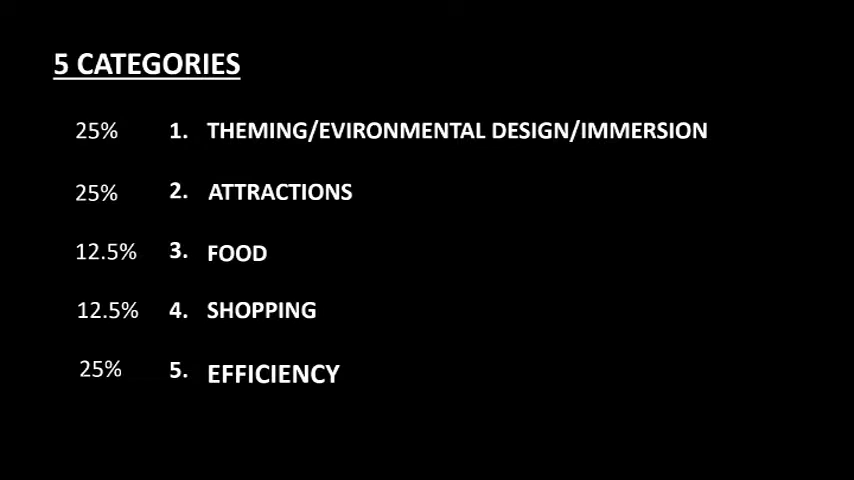 5 CATEGORIES
25% 1. THEMING/EVIRONMENTAL DESIGN/IMMERSION
25% 2. ATTRACTIONS
12.5% 3. FOOD
12.5% 4. SHOPPING
25% 5. EFFICIENCY